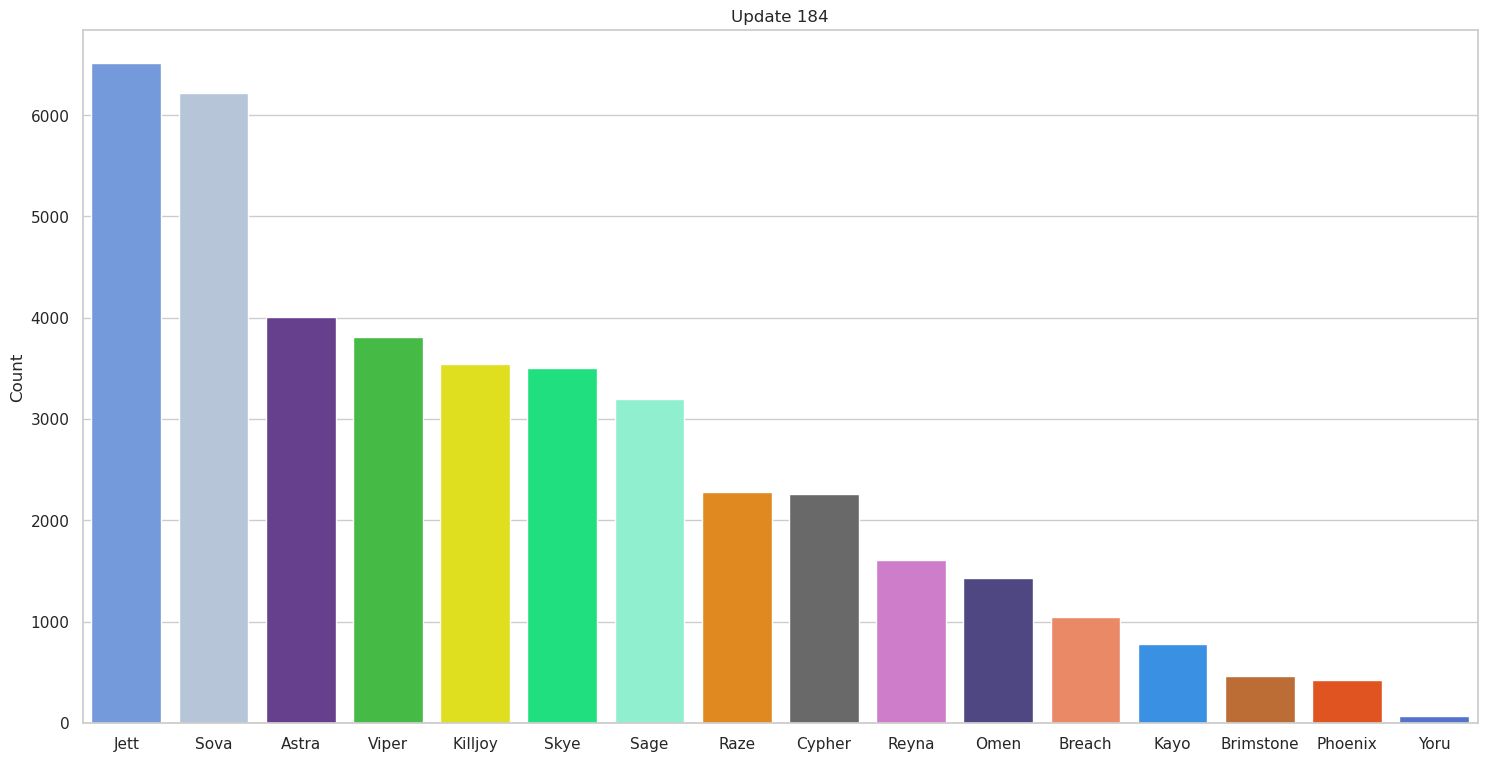 Update 184
Count
6000
5000
4000
3000
2000
1000
0
Jett Sova Astra Viper Killjoy Skye Sage Raze Cypher Reyna Omen Breach Kayo Brimstone Phoenix Yoru